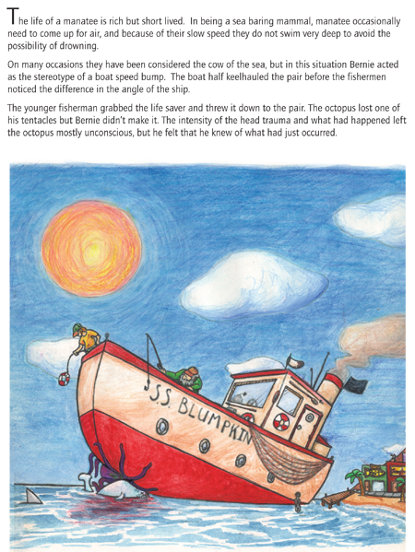 The life of a manatee is rich but short lived.  In being a sea baring mammal, manatee occasionally
need to come up for air, and because of their slow speed they do not swim very deep to avoid the
possibility of drowning.
On many occasions they have been considered the cow of the sea, but in this situation Bernie acted
as the stereotype of a boat speed bump.  The boat half keelhauled the pair before the fishermen
noticed the difference in the angle of the ship.
The younger fisherman grabbed the life saver and threw it down to the pair. The octopus lost one of
his tentacles but Bernie didn't make it. The intensity of the head trauma and what had happened left
the octopus mostly unconscious, but he felt that he knew of what had just occurred.
S.S. BLUMPKIN